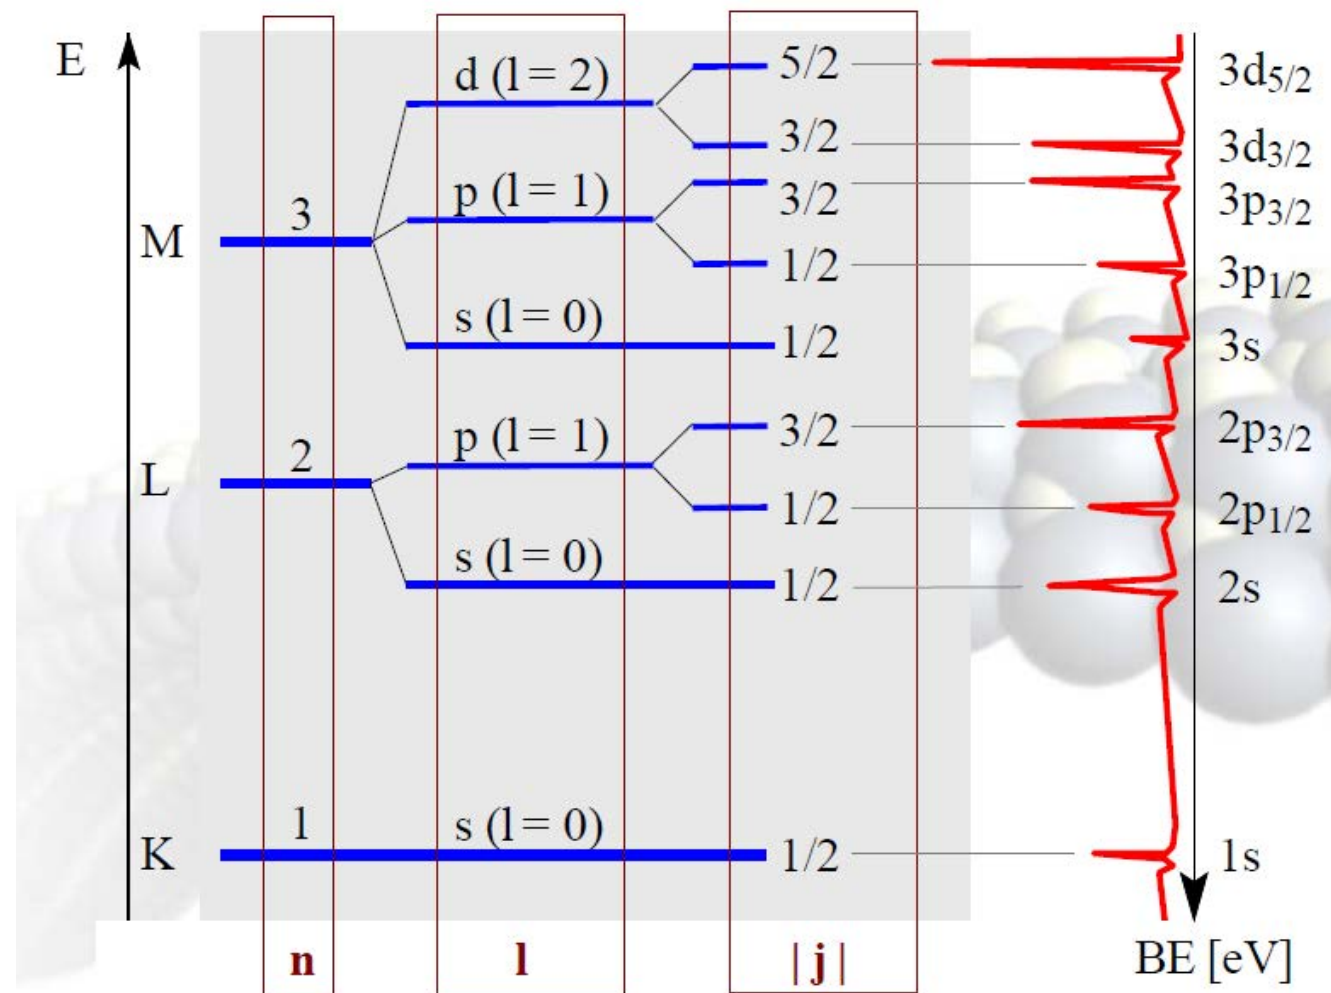 E
d (l = 2)
5/2
3d5/2
3/2
3d3/2
p (l = 1)
3/2
3p3/2
3
M
1/2
3p1/2
s (l = 0)
1/2
3s
p (l = 1)
3/2
2p3/2
2
L
1/2
2p1/2
s (l = 0)
1/2
2s
1
s (l = 0)
K
1/2
1s
n
l
| j |
BE [eV]